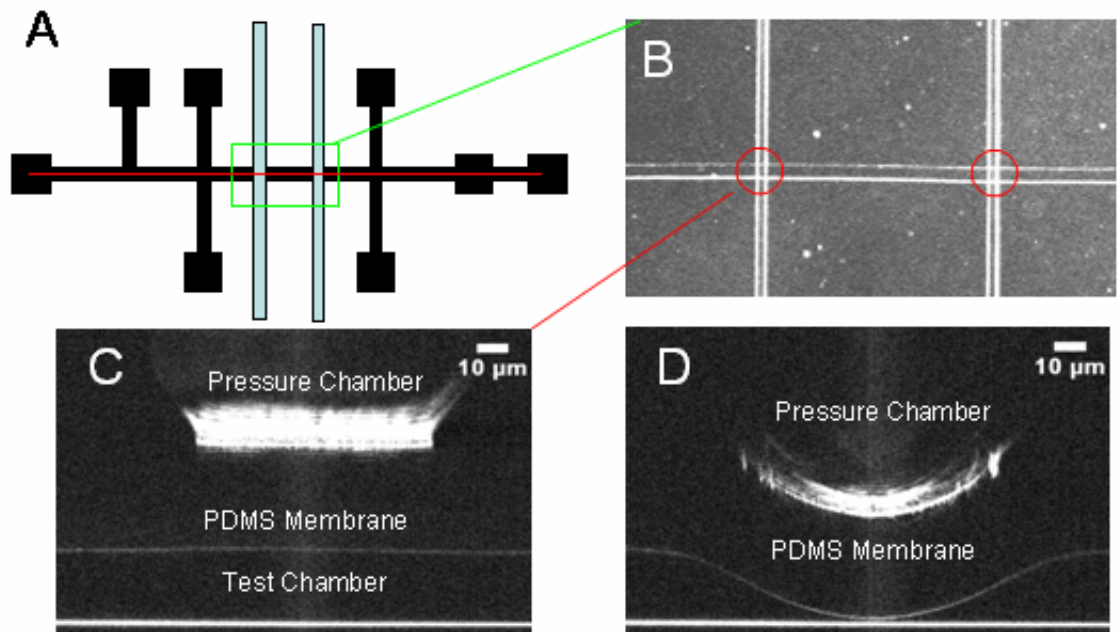 A
B
C
10 µm
Pressure Chamber
PDMS Membrane
Test Chamber
D
10 µm
Pressure Chamber
PDMS Membrane